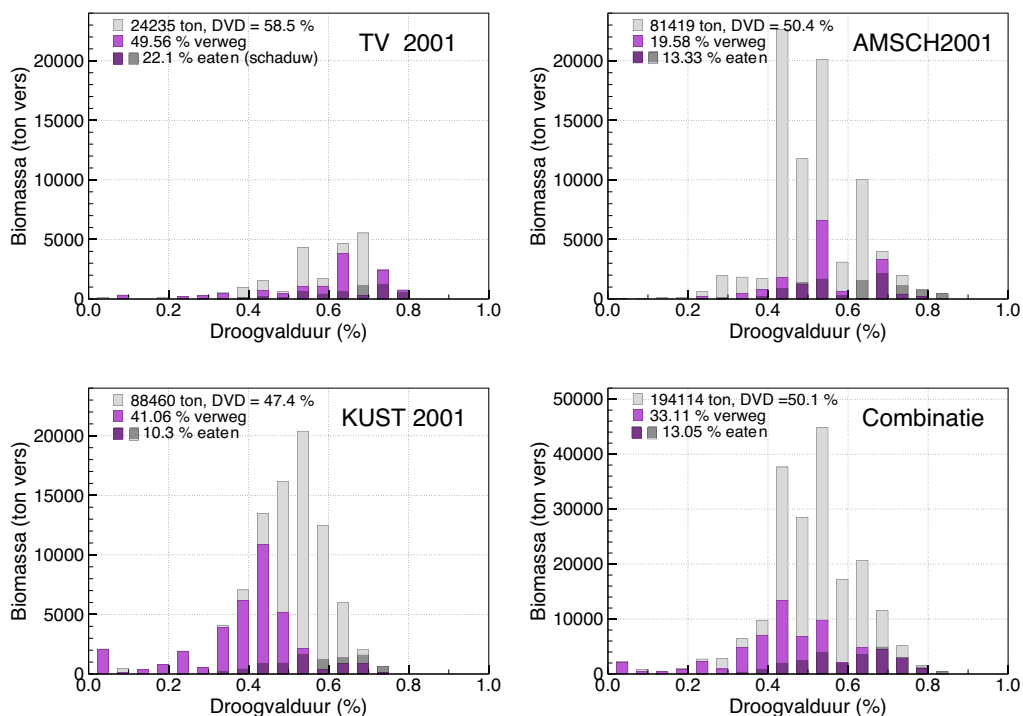 24235 ton, DVD = 58.5 %
49.56 % verweg
22.1 % eaten (schaduw)
TV 2001
20000
15000
10000
5000
0
Biomassa (ton vers)
0.0 0.2 0.4 0.6 0.8 1.0
Droogvalduur (%)
81419 ton, DVD = 50.4 %
19.58 % verweg
13.33 % eaten
AMSCH2001
20000
15000
10000
5000
0
Biomassa (ton vers)
0.0 0.2 0.4 0.6 0.8 1.0
Droogvalduur (%)
88460 ton, DVD = 47.4 %
41.06 % verweg
10.3 % eaten
KUST 2001
20000
15000
10000
5000
0
Biomassa (ton vers)
0.0 0.2 0.4 0.6 0.8 1.0
Droogvalduur (%)
194114 ton, DVD =50.1 %
33.11 % verweg
13.05 % eaten
Combinatie
50000
40000
30000
20000
10000
0
Biomassa (ton vers)
0.0 0.2 0.4 0.6 0.8 1.0
Droogvalduur (%)